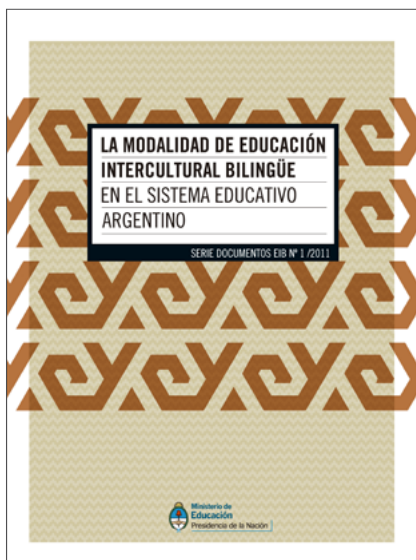 LA MODALIDAD DE EDUCACIÓN
INTERCULTURAL BILINGÜE
EN EL SISTEMA EDUCATIVO
ARGENTINO
SERIE DOCUMENTOS EIB Nº 1 /2011
Ministerio de
Educación
Presidencia de la Nación